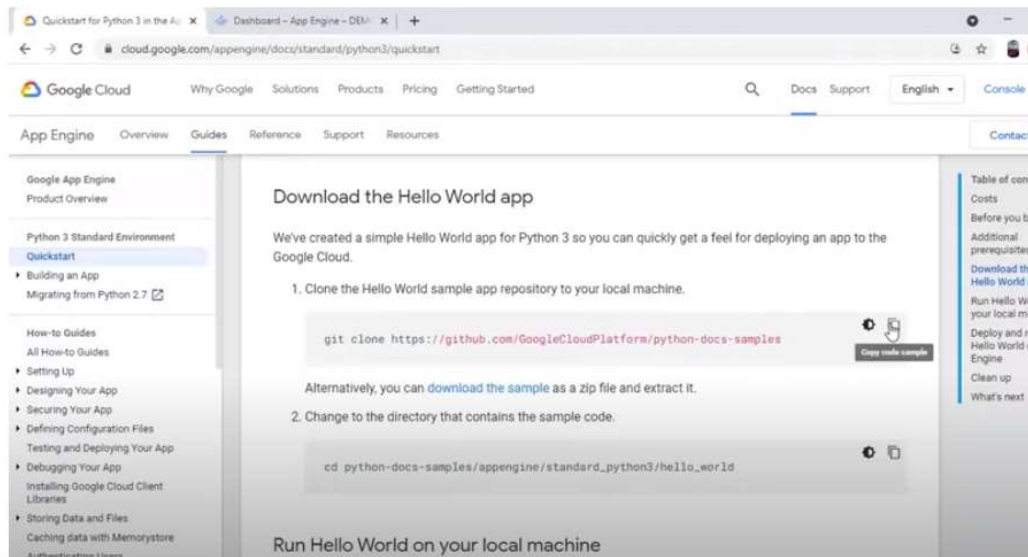 Quickstart for Python 3 in the Ap
Dashboard – App Engine – DEM
cloud.google.com/appengine/docs/standard/python3/quickstart
Google Cloud
Why Google Solutions Products Pricing Getting Started
Docs Support
English
Console
App Engine
Overview Guides Reference Support Resources
Contact
Google App Engine
Product Overview
Python 3 Standard Environment
Quickstart
Building an App
Migrating from Python 2.7
How-to Guides
All How-to Guides
Setting Up
Designing Your App
Securing Your App
Defining Configuration Files
Testing and Deploying Your App
Debugging Your App
Installing Google Cloud Client
Libraries
Storing Data and Files
Caching data with Memorystore
Authenticating Users
Download the Hello World app
We've created a simple Hello World app for Python 3 so you can quickly get a feel for deploying an app to the
Google Cloud.
1. Clone the Hello World sample app repository to your local machine.
git clone https://github.com/GoogleCloudPlatform/python-docs-samples
Copy code sample
Alternatively, you can download the sample as a zip file and extract it.
2. Change to the directory that contains the sample code.
cd python-docs-samples/appengine/standard_python3/hello_world
Run Hello World on your local machine
Table of con
Costs
Before you b
Additional
prerequisites
Download th
Hello World
Run Hello W
your local m
Deploy and r
Hello World
Engine
Clean up
What's next